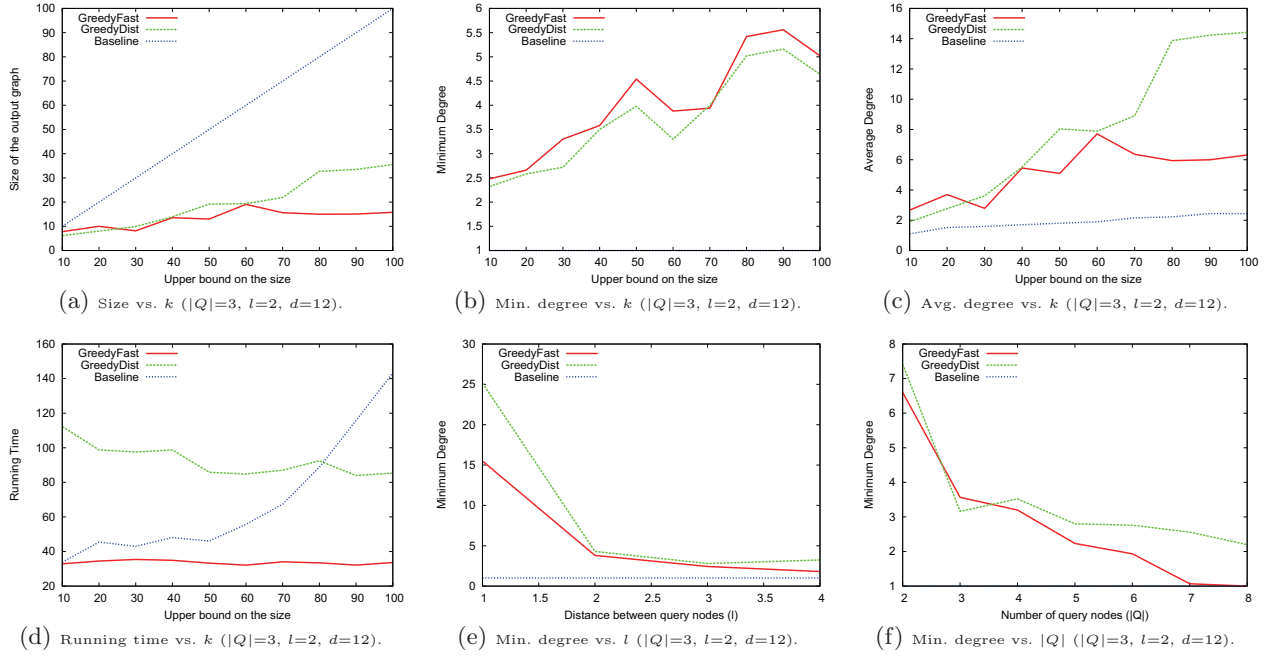 GreedyFast
GreedyDist
Baseline
Size of the output graph
100
90
80
70
60
50
40
30
20
10
0
10 20 30 40 50 60 70 80 90 100
Upper bound on the size
(a) Size vs. k (|Q|=3, l=2, d=12).
GreedyFast
GreedyDist
Baseline
Minimum Degree
6
5.5
5
4.5
4
3.5
3
2.5
2
1.5
1
10 20 30 40 50 60 70 80 90 100
Upper bound on the size
(b) Min. degree vs. k (|Q|=3, l=2, d=12).
GreedyFast
GreedyDist
Baseline
Average Degree
16
14
12
10
8
6
4
2
0
10 20 30 40 50 60 70 80 90 100
Upper bound on the size
(c) Avg. degree vs. k (|Q|=3, l=2, d=12).
GreedyFast
GreedyDist
Baseline
Running Time
160
140
120
100
80
60
40
20
10 20 30 40 50 60 70 80 90 100
Upper bound on the size
(d) Running time vs. k (|Q|=3, l=2, d=12).
GreedyFast
GreedyDist
Baseline
Minimum Degree
30
25
20
15
10
5
0
1 1.5 2 2.5 3 3.5 4
Distance between query nodes (l)
(e) Min. degree vs. l (|Q|=3, l=2, d=12).
GreedyFast
GreedyDist
Baseline
Minimum Degree
8
7
6
5
4
3
2
1
2 3 4 5 6 7 8
Number of query nodes (|Q|)
(f) Min. degree vs. |Q| (|Q|=3, l=2, d=12).